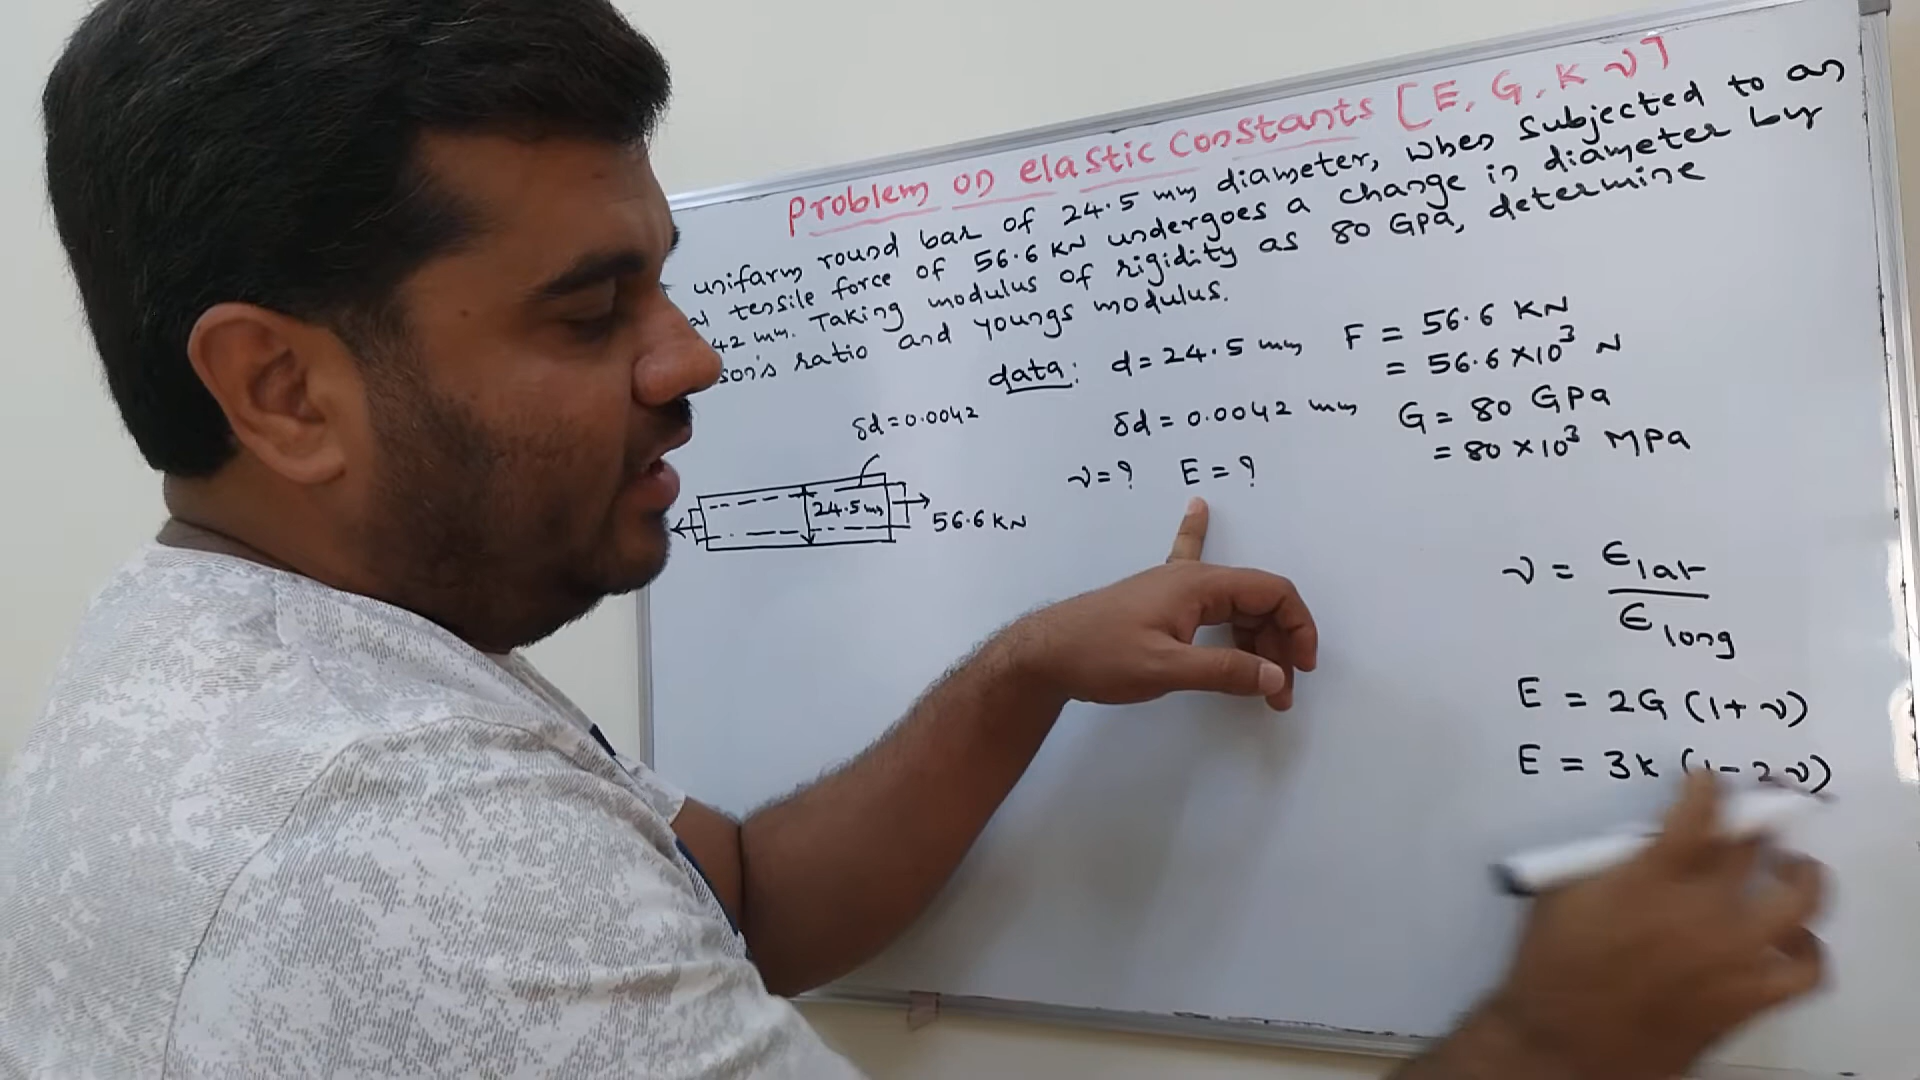 Problem on elastic constants [E, G, K ν]
uniform round bar of 24.5 mm diameter, when subjected to an
tensile force of 56.6 KN undergoes a change in diameter by
42 mm. Taking modulus of rigidity as 80 GPa, determine
son's ratio and youngs modulus.
data: d = 24.5 mm F = 56.6 KN
= 56.6 × 10³ N
δd = 0.0042 δd = 0.0042 mm G = 80 GPa
= 80 × 10³ MPa
ν = ? E = ?
24.5 mm
56.6 KN
ν = ϵlat / ϵlong
E = 2G (1 + ν)
E = 3K (1 - 2ν)